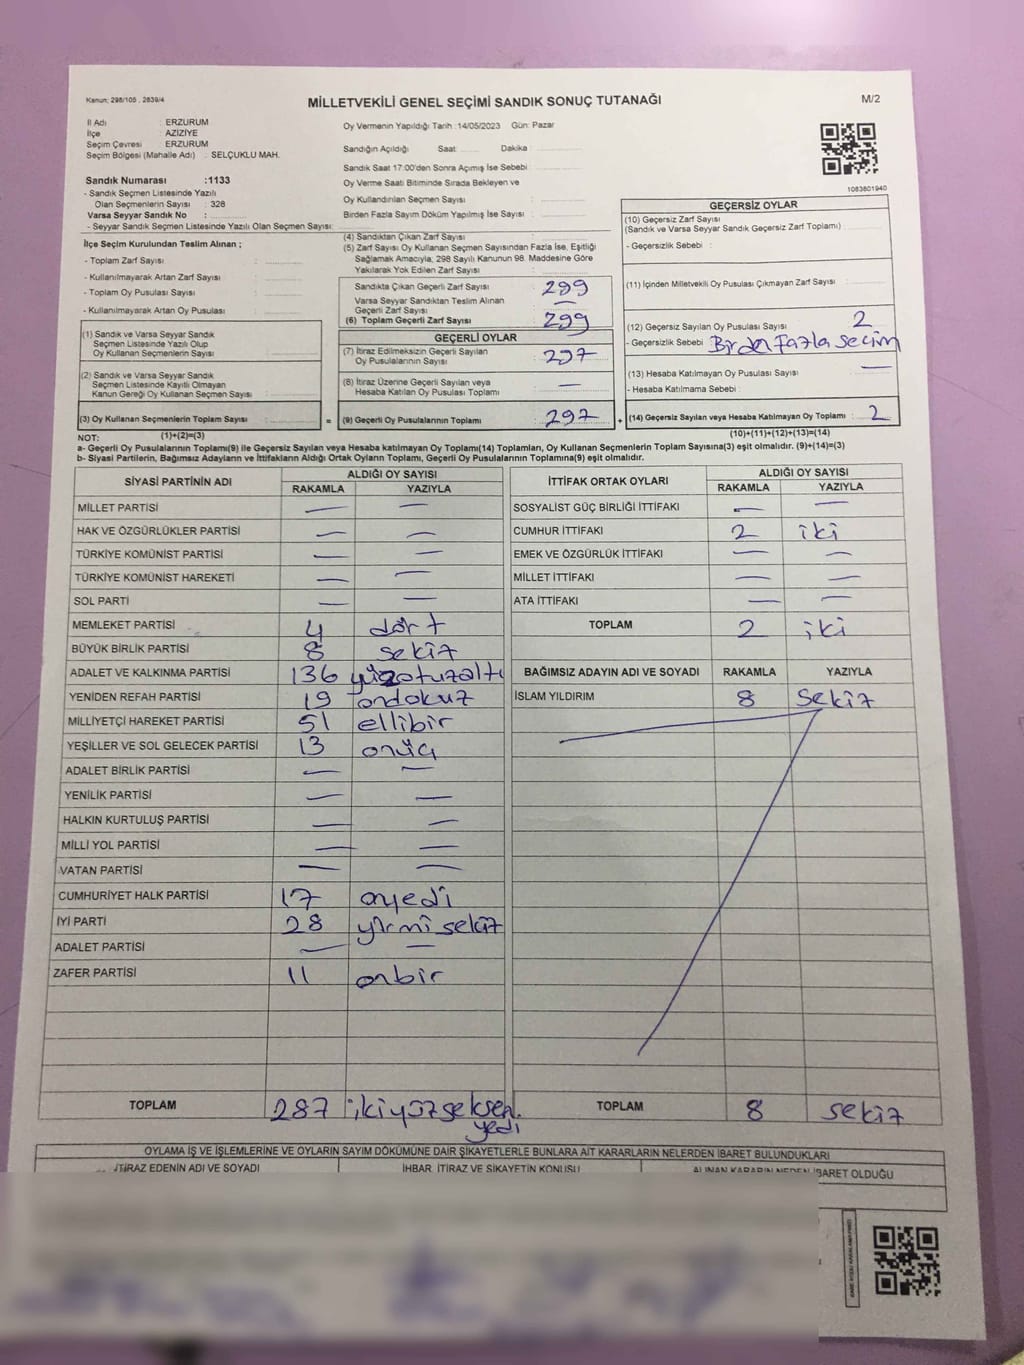 Kanun; 298/105 , 2839/4
MİLLETVEKİLİ GENEL SEÇİMİ SANDIK SONUÇ TUTANAĞI
M/2
İl Adı : ERZURUM
İlçe : AZİZİYE
Seçim Çevresi : ERZURUM
Seçim Bölgesi (Mahalle Adı) : SELÇUKLU MAH.
Sandık Numarası :1133
- Sandık Seçmen Listesinde Yazılı
Olan Seçmenlerin Sayısı : 328
Varsa Seyyar Sandık No :
- Seyyar Sandık Seçmen Listesinde Yazılı Olan Seçmen Sayısı:
Oy Vermenin Yapıldığı Tarih :14/05/2023 Gün: Pazar
Sandığın Açıldığı Saat: Dakika :
Sandık Saat 17:00'den Sonra Açımış İse Sebebi
Oy Verme Saati Bitiminde Sırada Bekleyen ve
Oy Kullandırılan Seçmen Sayısı :
Birden Fazla Sayım Döküm Yapılmış İse Sayısı :
1083801940
İlçe Seçim Kurulundan Teslim Alınan ;
- Toplam Zarf Sayısı :
- Kullanılmayarak Artan Zarf Sayısı :
- Toplam Oy Pusulası Sayısı :
- Kullanılmayarak Artan Oy Pusulası :
(1) Sandık ve Varsa Seyyar Sandık
Seçmen Listesinde Yazılı Olup
Oy Kullanan Seçmenlerin Sayısı :
(2) Sandık ve Varsa Seyyar Sandık
Seçmen Listesinde Kayıtlı Olmayan
Kanun Gereği Oy Kullanan Seçmen Sayısı :
(3) Oy Kullanan Seçmenlerin Toplam Sayısı : =
(1)+(2)=(3)
(4) Sandıktan Çıkan Zarf Sayısı :
(5) Zarf Sayısı Oy Kullanan Seçmen Sayısından Fazla İse, Eşitliği
Sağlamak Amacıyla; 298 Sayılı Kanunun 98. Maddesine Göre
Yakılarak Yok Edilen Zarf Sayısı :
Sandıkta Çıkan Geçerli Zarf Sayısı : 299
Varsa Seyyar Sandıktan Teslim Alınan
Geçerli Zarf Sayısı : —
(6) Toplam Geçerli Zarf Sayısı : 299
GEÇERLİ OYLAR
(7) İtiraz Edilmeksizin Geçerli Sayılan
Oy Pusulalarının Sayısı : 297
(8) İtiraz Üzerine Geçerli Sayılan veya
Hesaba Katılan Oy Pusulası Toplamı : —
(9) Geçerli Oy Pusulalarının Toplamı : 297 +
GEÇERSİZ OYLAR
(10) Geçersiz Zarf Sayısı
(Sandık ve Varsa Seyyar Sandık Geçersiz Zarf Toplamı) :
- Geçersizlik Sebebi :
(11) İçinden Milletvekili Oy Pusulası Çıkmayan Zarf Sayısı :
(12) Geçersiz Sayılan Oy Pusulası Sayısı : 2
- Geçersizlik Sebebi : Birden Fazla Seçim
(13) Hesaba Katılmayan Oy Pusulası Sayısı : —
- Hesaba Katılmama Sebebi :
(14) Geçersiz Sayılan veya Hesaba Katılmayan Oy Toplamı : 2
(10)+(11)+(12)+(13)=(14)
NOT:
a- Geçerli Oy Pusulalarının Toplamı(9) ile Geçersiz Sayılan veya Hesaba katılmayan Oy Toplamı(14) Toplamları, Oy Kullanan Seçmenlerin Toplam Sayısına(3) eşit olmalıdır. (9)+(14)=(3)
b- Siyasi Partilerin, Bağımsız Adayların ve İttifakların Aldığı Ortak Oyların Toplamı, Geçerli Oy Pusulalarının Toplamına(9) eşit olmalıdır.
SİYASİ PARTİNİN ADI ALDIĞI OY SAYISI
RAKAMLA YAZIYLA
MİLLET PARTİSİ — —
HAK VE ÖZGÜRLÜKLER PARTİSİ — —
TÜRKİYE KOMÜNİST PARTİSİ — —
TÜRKİYE KOMÜNİST HAREKETİ — —
SOL PARTİ — —
MEMLEKET PARTİSİ 4 dört
BÜYÜK BİRLİK PARTİSİ 8 sekiz
ADALET VE KALKINMA PARTİSİ 136 yüzotuzaltı
YENİDEN REFAH PARTİSİ 19 ondokuz
MİLLİYETÇİ HAREKET PARTİSİ 51 ellibir
YEŞİLLER VE SOL GELECEK PARTİSİ 13 onüç
ADALET BİRLİK PARTİSİ — —
YENİLİK PARTİSİ — —
HALKIN KURTULUŞ PARTİSİ — —
MİLLİ YOL PARTİSİ — —
VATAN PARTİSİ — —
CUMHURİYET HALK PARTİSİ 17 onyedi
İYİ PARTİ 28 yirmi sekiz
ADALET PARTİSİ — —
ZAFER PARTİSİ 11 onbir
TOPLAM 287 ikiyüz seksen.
yedi
İTTİFAK ORTAK OYLARI ALDIĞI OY SAYISI
RAKAMLA YAZIYLA
SOSYALİST GÜÇ BİRLİĞİ İTTİFAKI — —
CUMHUR İTTİFAKI 2 iki
EMEK VE ÖZGÜRLÜK İTTİFAKI — —
MİLLET İTTİFAKI — —
ATA İTTİFAKI — —
TOPLAM 2 iki
BAĞIMSIZ ADAYIN ADI VE SOYADI RAKAMLA YAZIYLA
İSLAM YILDIRIM 8 sekiz
TOPLAM 8 sekiz
OYLAMA İŞ VE İŞLEMLERİNE VE OYLARIN SAYIM DÖKÜMÜNE DAİR ŞİKAYETLERLE BUNLARA AİT KARARLARIN NELERDEN İBARET BULUNDUKLARI
İTİRAZ EDENİN ADI VE SOYADI İHBAR, İTİRAZ VE ŞİKAYETİN KONUSU ALINAN KARARIN NEDEN İBARET OLDUĞU